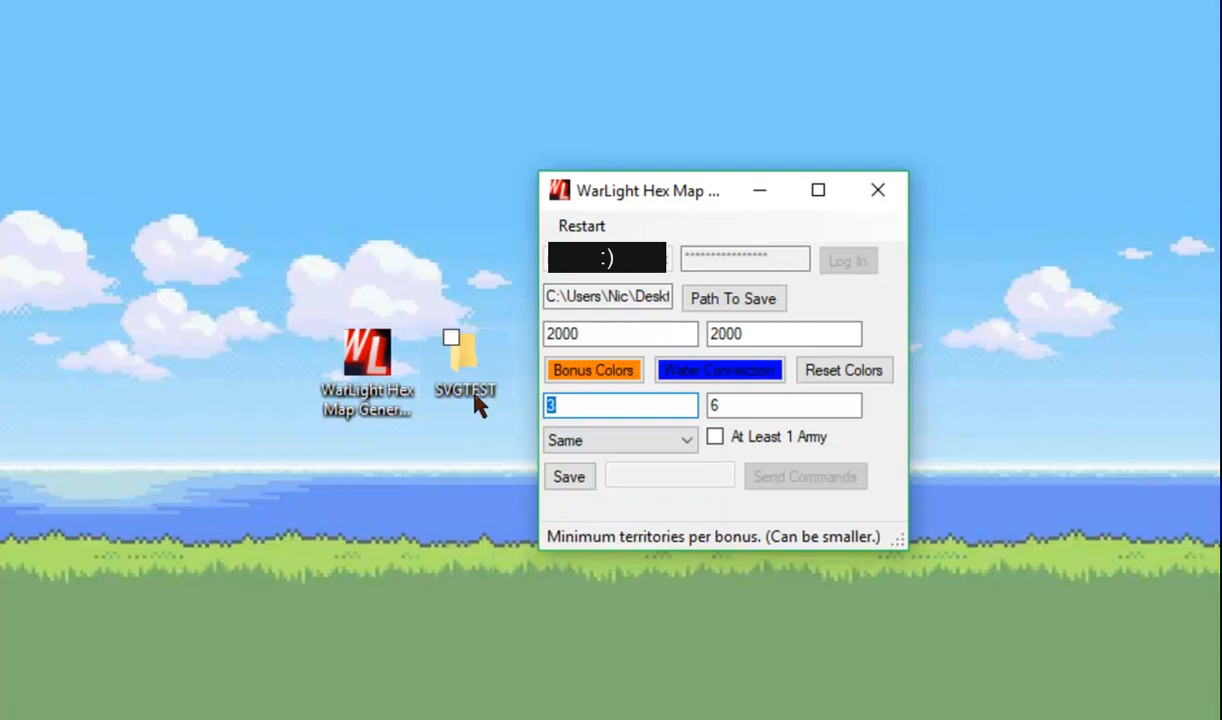 WarLight Hex Map ...
Restart
:)
**************** Log In
C:\Users\Nic\Deskt Path To Save
2000 2000
Bonus Colors Water Connection Reset Colors
3 6
Same At Least 1 Army
Save Send Commands
Minimum territories per bonus. (Can be smaller.)
WL
WarLight Hex
Map Gener...
SVGTEST